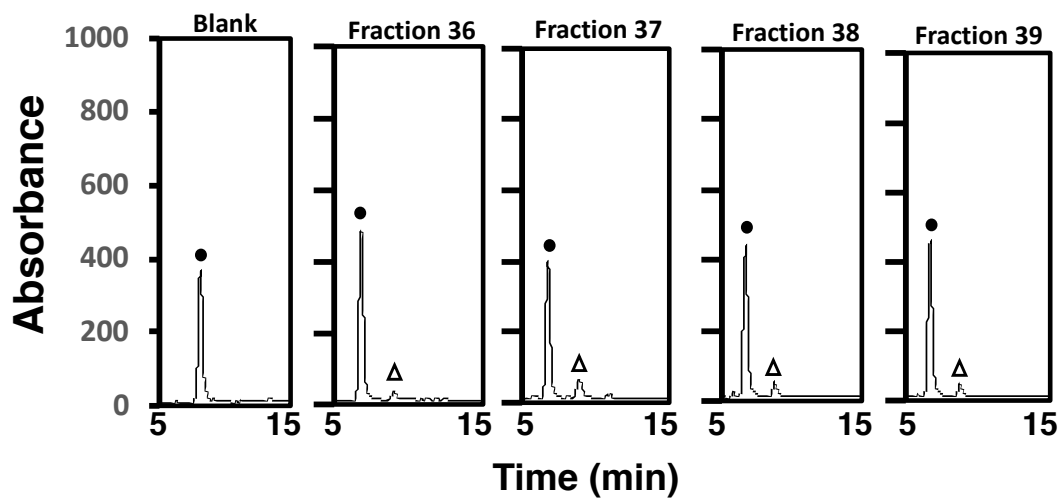 Blank
Fraction 36
Fraction 37
Fraction 38
Fraction 39
Absorbance
1000
800
600
400
200
0
5 15
5 15
5 15
5 15
5 15
Time (min)